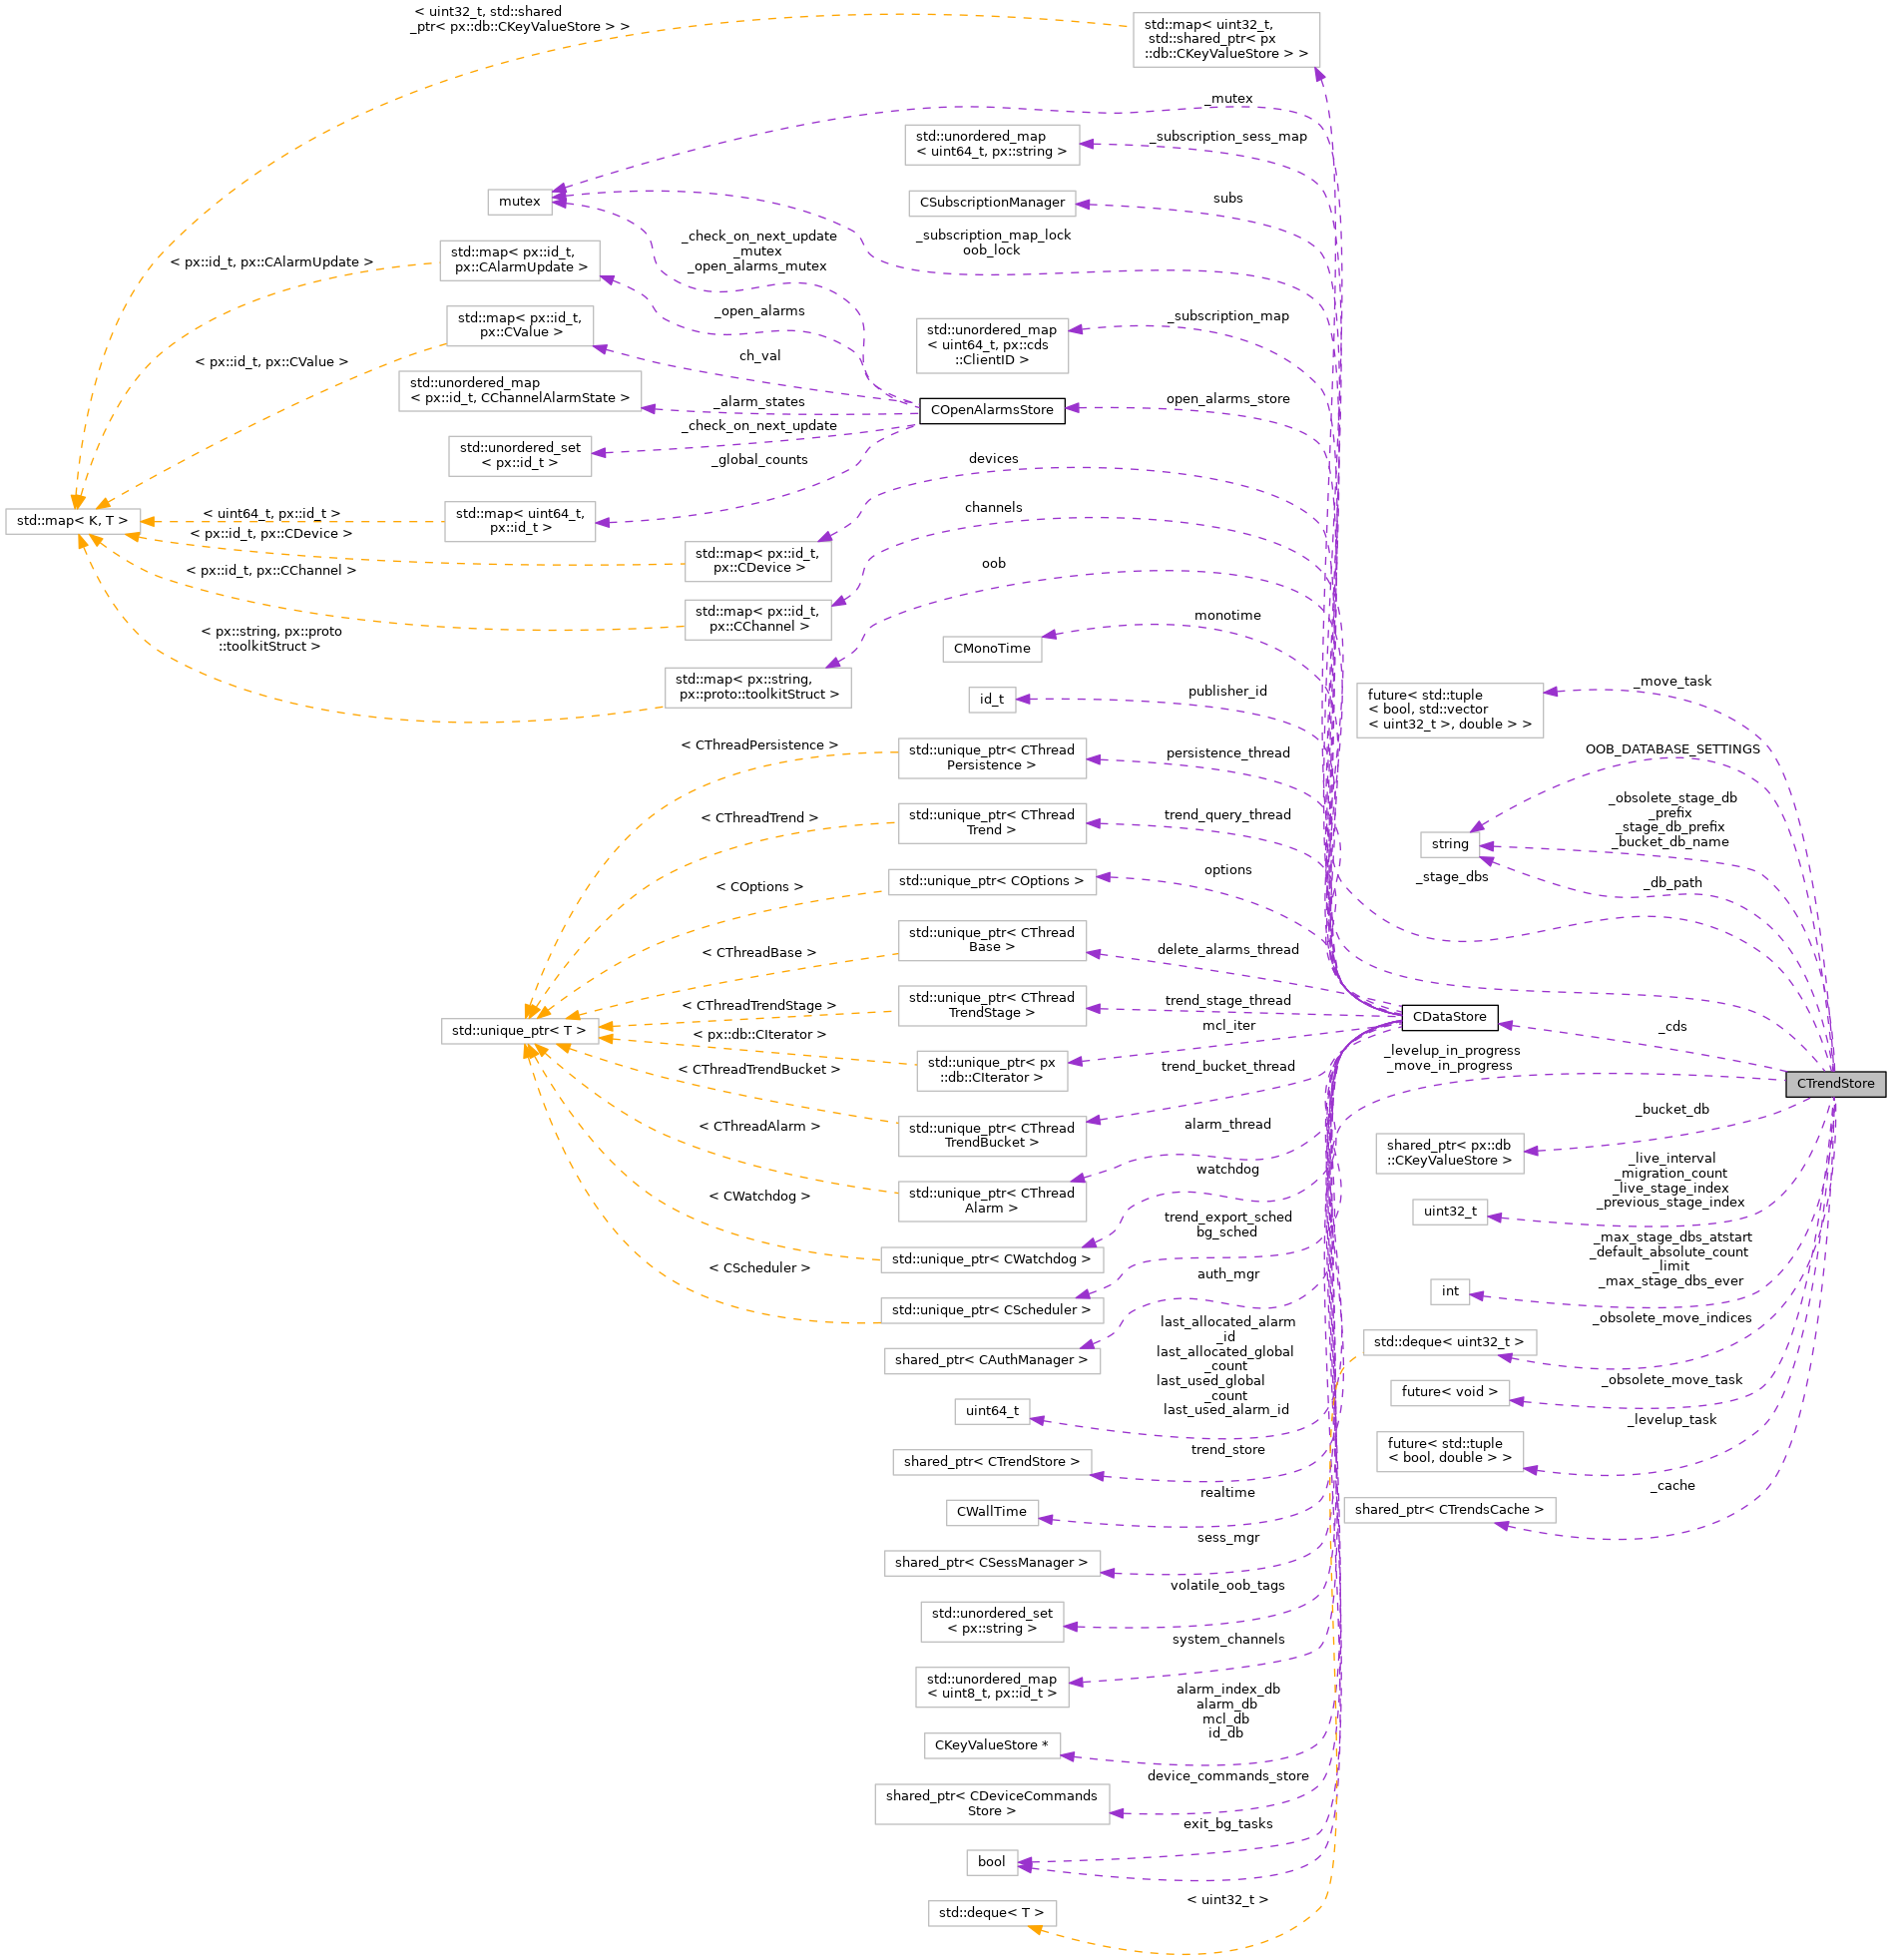 < uint32_t, std::shared
_ptr< px::db::CKeyValueStore > >
std::map< uint32_t,
std::shared_ptr< px
::db::CKeyValueStore > >
_mutex
std::unordered_map
< uint64_t, px::string >
_subscription_sess_map
mutex
CSubscriptionManager
subs
_check_on_next_update
_mutex
_open_alarms_mutex
_subscription_map_lock
oob_lock
< px::id_t, px::CAlarmUpdate >
std::map< px::id_t,
px::CAlarmUpdate >
_open_alarms
std::map< px::id_t,
px::CValue >
std::unordered_map
< uint64_t, px::cds
::ClientID >
_subscription_map
< px::id_t, px::CValue >
ch_val
std::unordered_map
< px::id_t, CChannelAlarmState >
_alarm_states
COpenAlarmsStore
open_alarms_store
_check_on_next_update
std::unordered_set
< px::id_t >
_global_counts
devices
std::map< K, T >
< uint64_t, px::id_t >
std::map< uint64_t,
px::id_t >
channels
< px::id_t, px::CDevice >
std::map< px::id_t,
px::CDevice >
oob
< px::id_t, px::CChannel >
std::map< px::id_t,
px::CChannel >
< px::string, px::proto
::toolkitStruct >
CMonoTime
monotime
std::map< px::string,
px::proto::toolkitStruct >
id_t
publisher_id
future< std::tuple
< bool, std::vector
< uint32_t >, double > >
_move_task
< CThreadPersistence >
std::unique_ptr< CThread
Persistence >
persistence_thread
OOB_DATABASE_SETTINGS
< CThreadTrend >
std::unique_ptr< CThread
Trend >
trend_query_thread
_obsolete_stage_db
_prefix
_stage_db_prefix
_bucket_db_name
string
< COptions >
std::unique_ptr< COptions >
options
_stage_dbs
_db_path
< CThreadBase >
std::unique_ptr< CThread
Base >
delete_alarms_thread
< CThreadTrendStage >
std::unique_ptr< CThread
TrendStage >
trend_stage_thread
CDataStore
_cds
std::unique_ptr< T >
< px::db::CIterator >
mcl_iter
std::unique_ptr< px
::db::CIterator >
_levelup_in_progress
_move_in_progress
CTrendStore
< CThreadTrendBucket >
trend_bucket_thread
std::unique_ptr< CThread
TrendBucket >
_bucket_db
shared_ptr< px::db
::CKeyValueStore >
< CThreadAlarm >
alarm_thread
std::unique_ptr< CThread
Alarm >
watchdog
_live_interval
_migration_count
_live_stage_index
_previous_stage_index
uint32_t
< CWatchdog >
std::unique_ptr< CWatchdog >
trend_export_sched
bg_sched
_max_stage_dbs_atstart
_default_absolute_count
_limit
_max_stage_dbs_ever
int
< CScheduler >
std::unique_ptr< CScheduler >
auth_mgr
_obsolete_move_indices
std::deque< uint32_t >
shared_ptr< CAuthManager >
last_allocated_alarm
_id
last_allocated_global
_count
last_used_global
_count
last_used_alarm_id
_obsolete_move_task
future< void >
uint64_t
_levelup_task
future< std::tuple
< bool, double > >
shared_ptr< CTrendStore >
trend_store
_cache
shared_ptr< CTrendsCache >
CWallTime
realtime
shared_ptr< CSessManager >
sess_mgr
volatile_oob_tags
std::unordered_set
< px::string >
system_channels
std::unordered_map
< uint8_t, px::id_t >
alarm_index_db
alarm_db
mcl_db
id_db
CKeyValueStore *
device_commands_store
shared_ptr< CDeviceCommands
Store >
exit_bg_tasks
bool
< uint32_t >
std::deque< T >